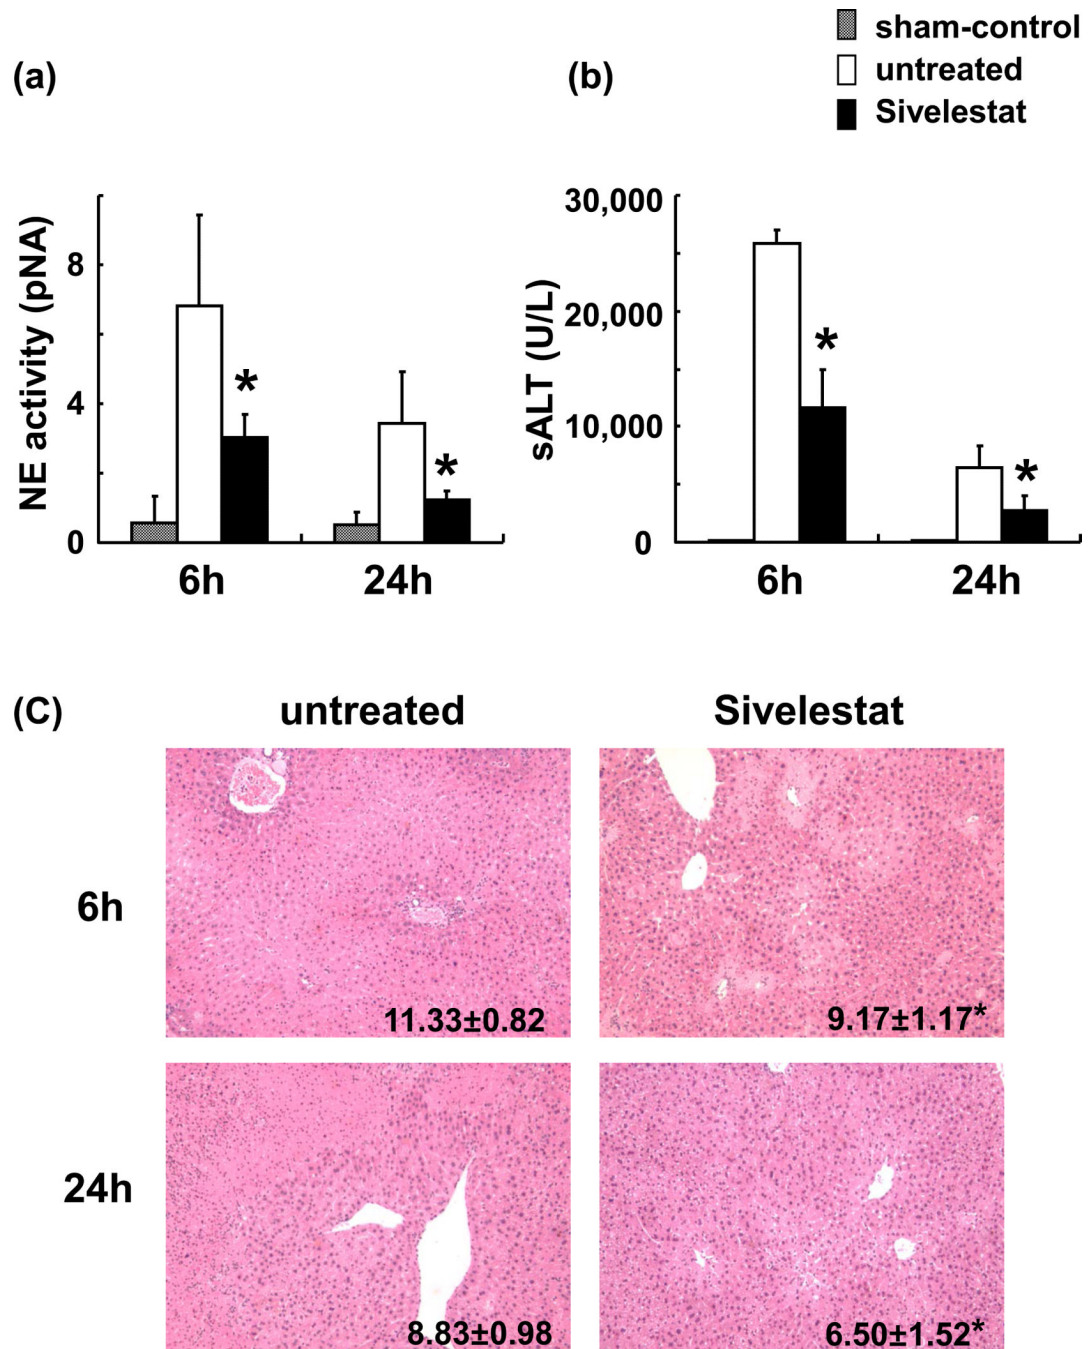 sham-control
(a)
(b)
untreated
Sivelestat
NE activity (pNA)
8
4
0
6h
24h
*
*
sALT (U/L)
30,000
20,000
10,000
0
6h
24h
*
*
(C)
untreated
Sivelestat
6h
11.33±0.82
9.17±1.17*
24h
8.83±0.98
6.50±1.52*